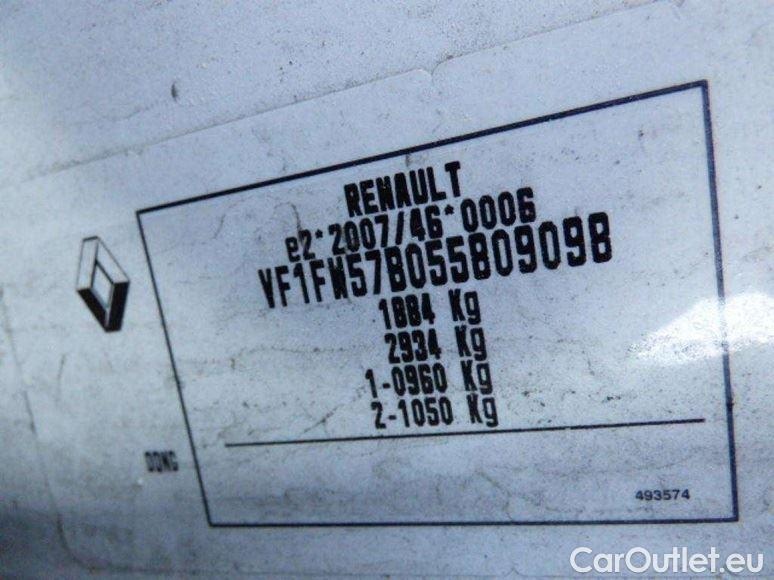 RENAULT
e2*2007/46*0006
VF1FW57B055809098
1884 Kg
2934 Kg
1-0960 Kg
2-1050 Kg
DDNG
493574
CarOutlet.eu